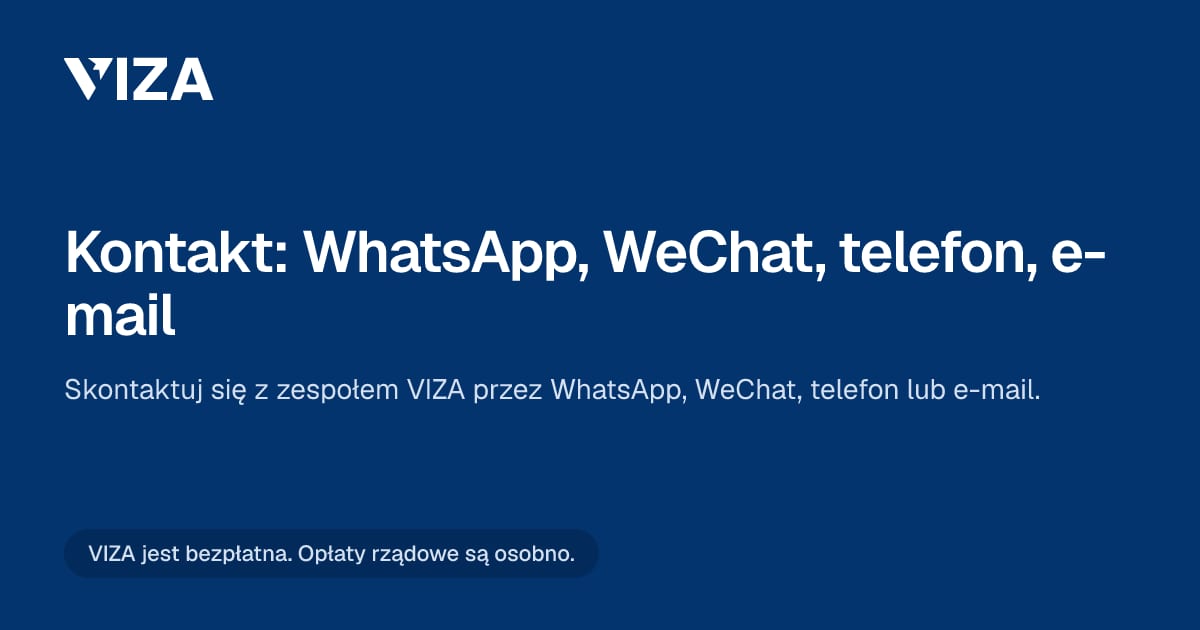 VIZA
Kontakt: WhatsApp, WeChat, telefon, e-
mail
Skontaktuj się z zespołem VIZA przez WhatsApp, WeChat, telefon lub e-mail.
VIZA jest bezpłatna. Opłaty rządowe są osobno.